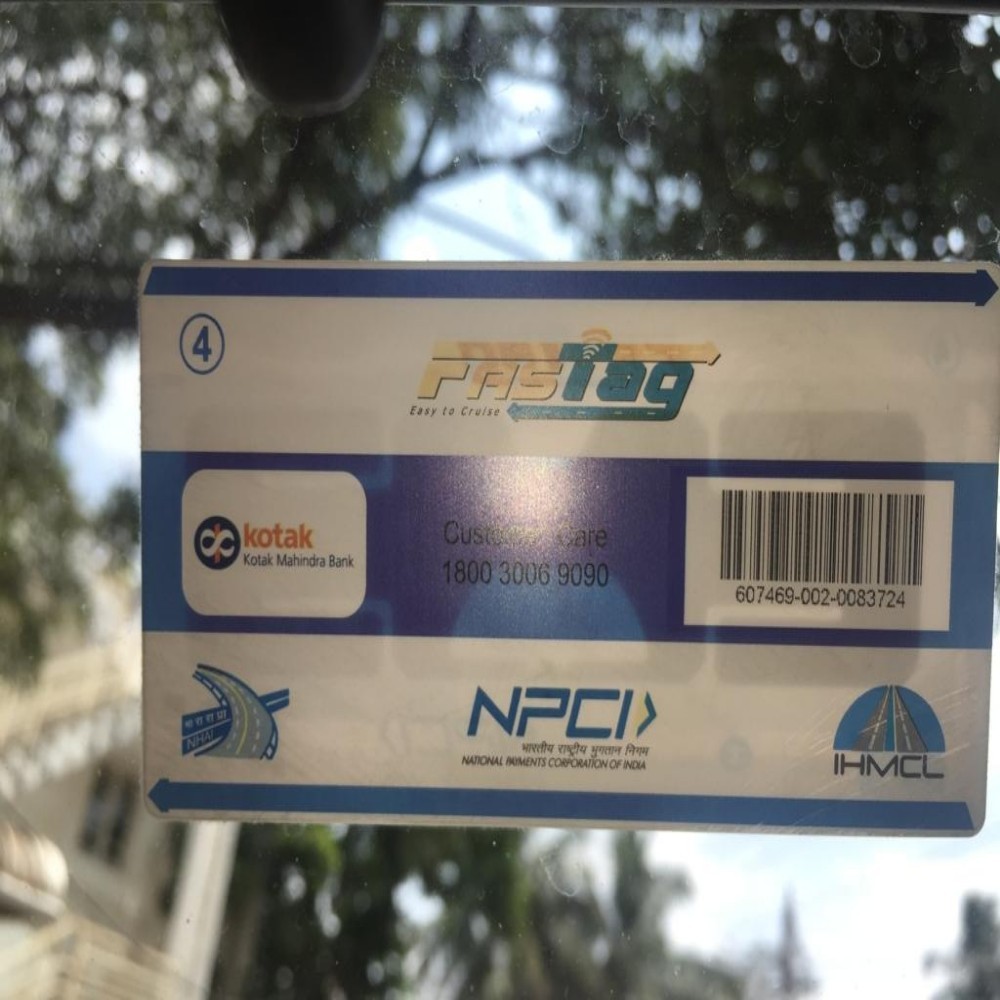 4
FASTag
Easy to Cruise
kotak
Kotak Mahindra Bank
Customer Care
1800 3006 9090
607469-002-0083724
भा रा रा प्रा
NHAI
NPCI
भारतीय राष्ट्रीय भुगतान निगम
NATIONAL PAYMENTS CORPORATION OF INDIA
IHMCL